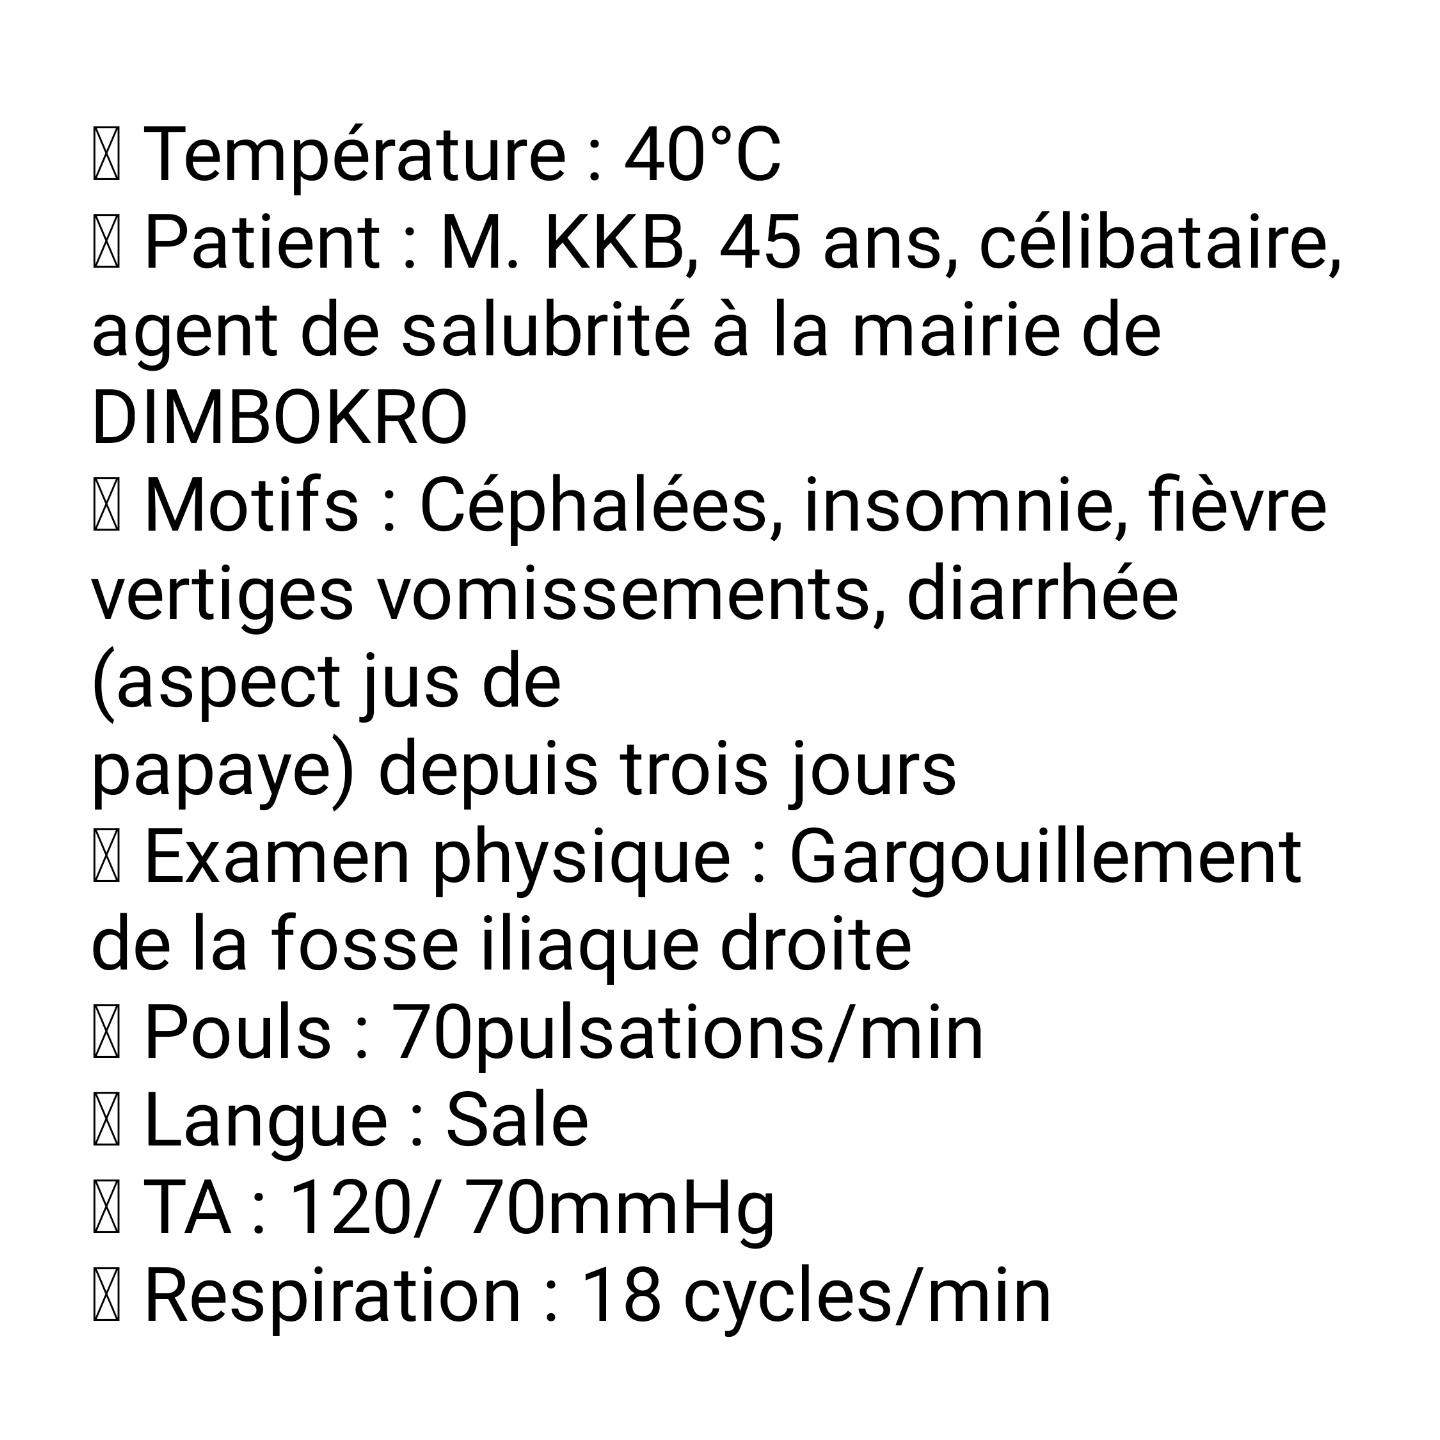 Température : 40°C
 Patient : M. KKB, 45 ans, célibataire,
agent de salubrité à la mairie de
DIMBOKRO
 Motifs : Céphalées, insomnie, fièvre
vertiges vomissements, diarrhée
(aspect jus de
papaye) depuis trois jours
 Examen physique : Gargouillement
de la fosse iliaque droite
 Pouls : 70pulsations/min
 Langue : Sale
 TA : 120/ 70mmHg
 Respiration : 18 cycles/min